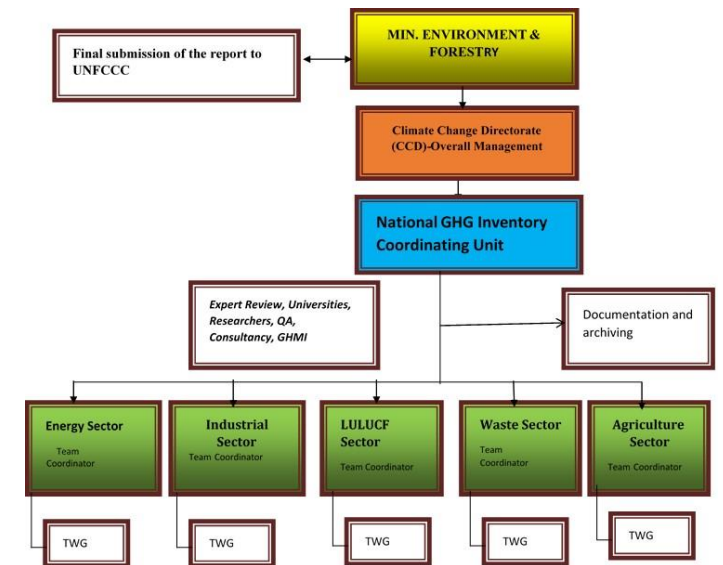 MIN. ENVIRONMENT &
FORESTRY
Final submission of the report to
UNFCCC
Climate Change Directorate
(CCD)-Overall Management
National GHG Inventory
Coordinating Unit
Expert Review, Universities,
Researchers, QA,
Consultancy, GHMI
Documentation and
archiving
Energy Sector
Team
Coordinator
Industrial
Sector
Team Coordinator
LULUCF
Sector
Team Coordinator
Waste Sector
Team
Coordinator
Agriculture
Sector
Team Coordinator
TWG
TWG
TWG
TWG
TWG